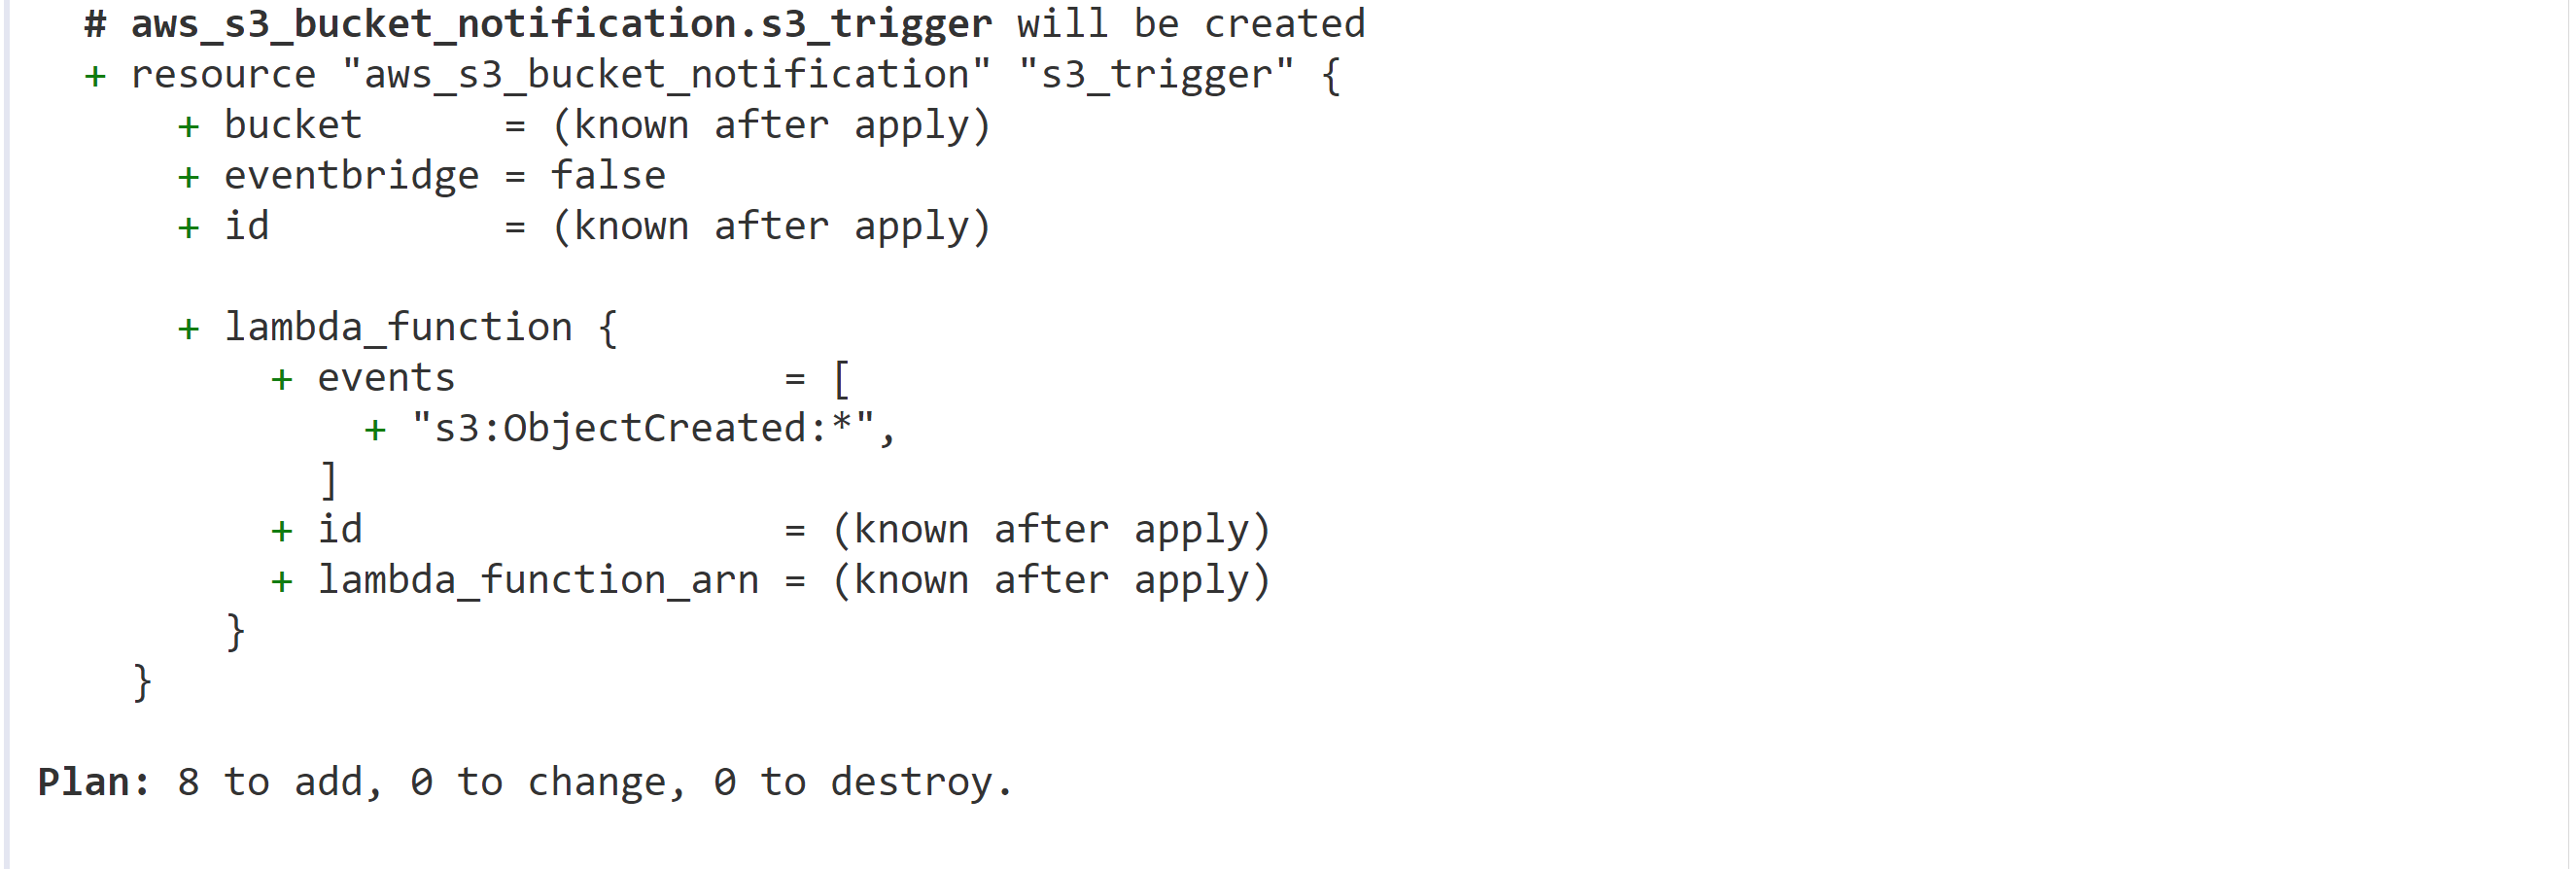 # aws_s3_bucket_notification.s3_trigger will be created
+ resource "aws_s3_bucket_notification" "s3_trigger" {
+ bucket      = (known after apply)
+ eventbridge = false
+ id          = (known after apply)
+ lambda_function {
+ events              = [
+ "s3:ObjectCreated:*",
]
+ id                  = (known after apply)
+ lambda_function_arn = (known after apply)
}
}
Plan: 8 to add, 0 to change, 0 to destroy.